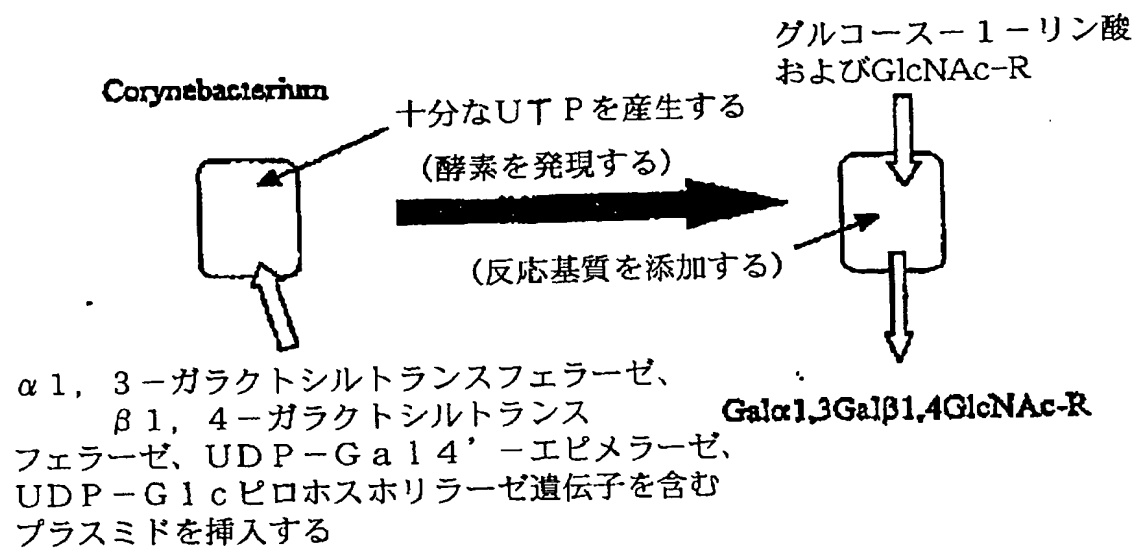 Corynebacterium
十分なUTPを産生する
(酵素を発現する)
グルコース－１－リン酸
およびGlcNAc-R
(反応基質を添加する)
α１，３－ガラクトシルトランスフェラーゼ、
β１，４－ガラクトシルトランス
フェラーゼ、UDP－Gal４’－エピメラーゼ、
UDP－Glcピロホスホリラーゼ遺伝子を含む
プラスミドを挿入する
Galα1,3Galβ1,4GlcNAc-R